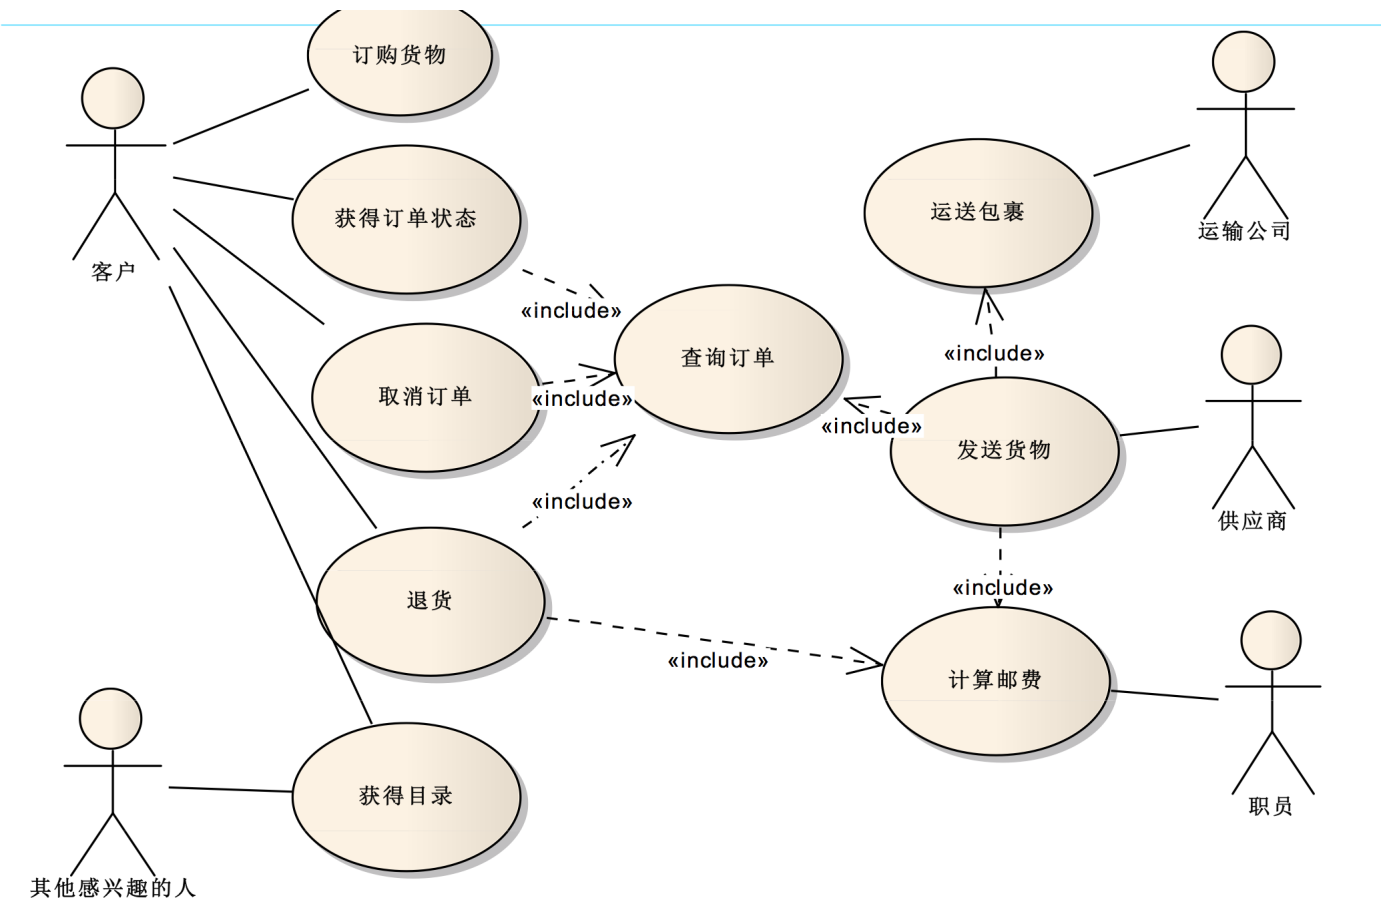 订购货物
获得订单状态
运送包裹
运输公司
客户
«include»
查询订单
«include»
取消订单
«include»
«include»
发送货物
供应商
«include»
«include»
退货
«include»
计算邮费
获得目录
职员
其他感兴趣的人